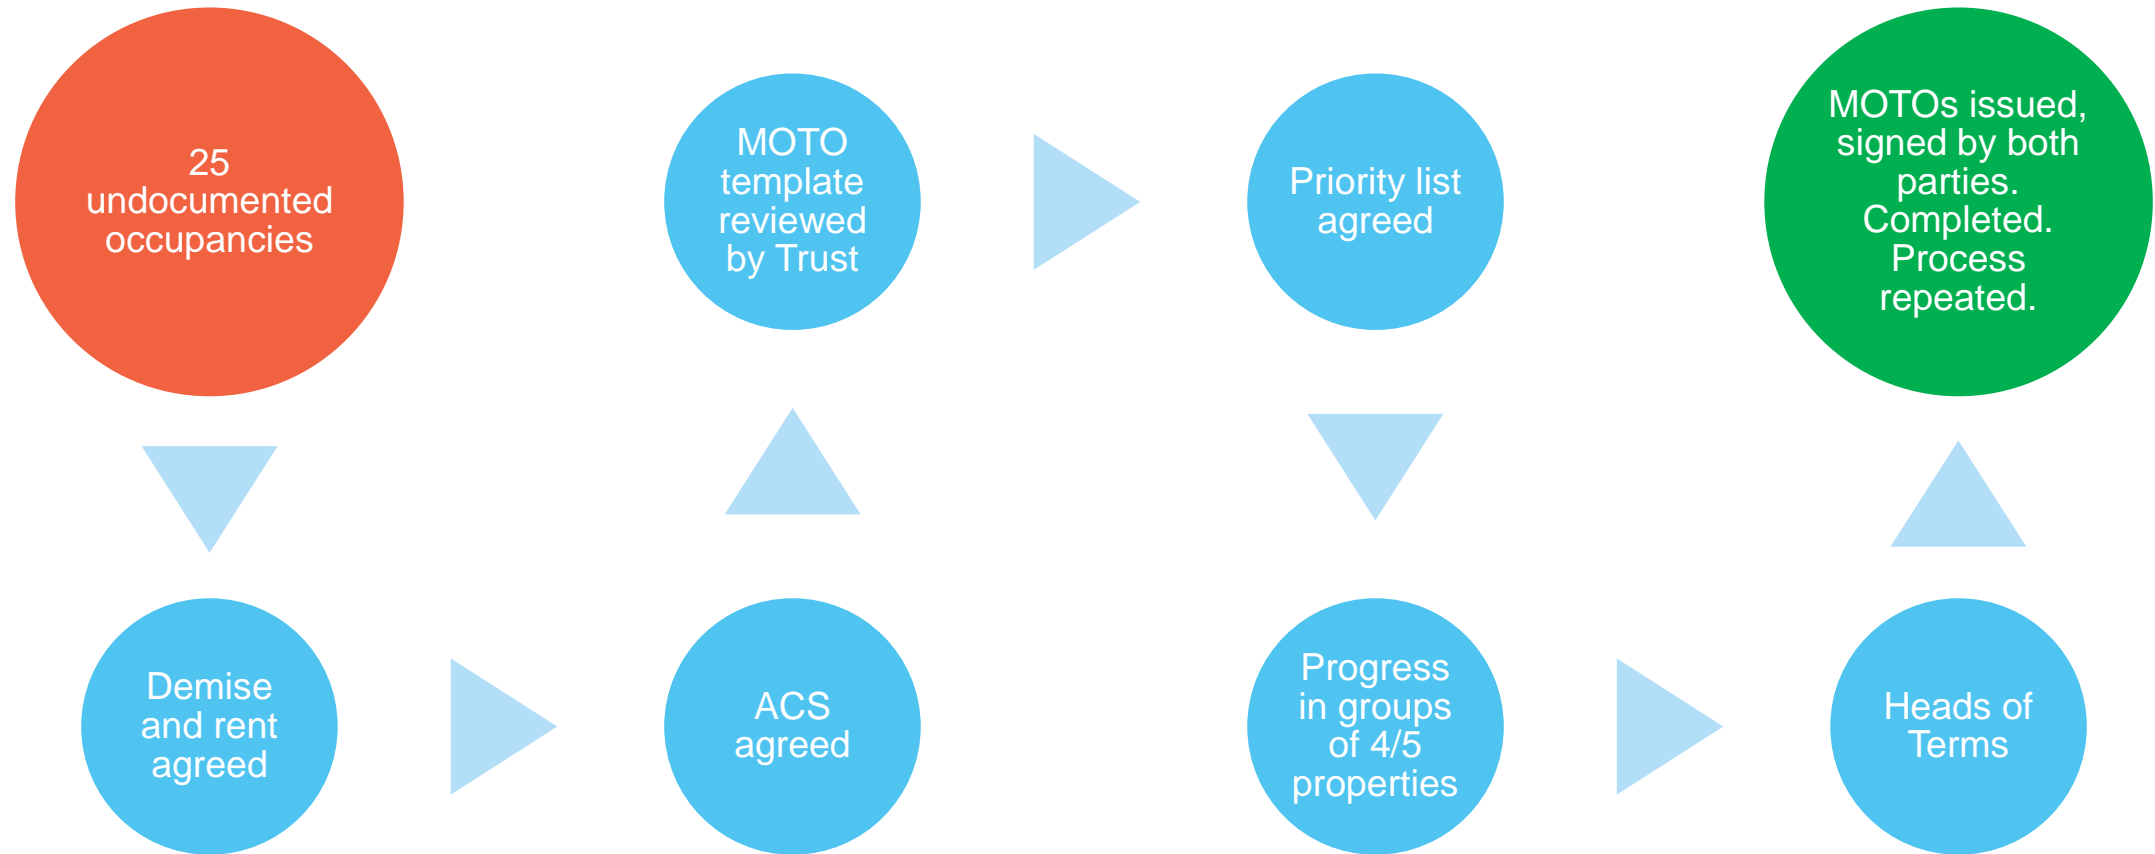 25
undocumented
occupancies
Demise
and rent
agreed
ACS
agreed
MOTO
template
reviewed
by Trust
Priority list
agreed
Progress
in groups
of 4/5
properties
Heads of
Terms
MOTOs issued,
signed by both
parties.
Completed.
Process
repeated.